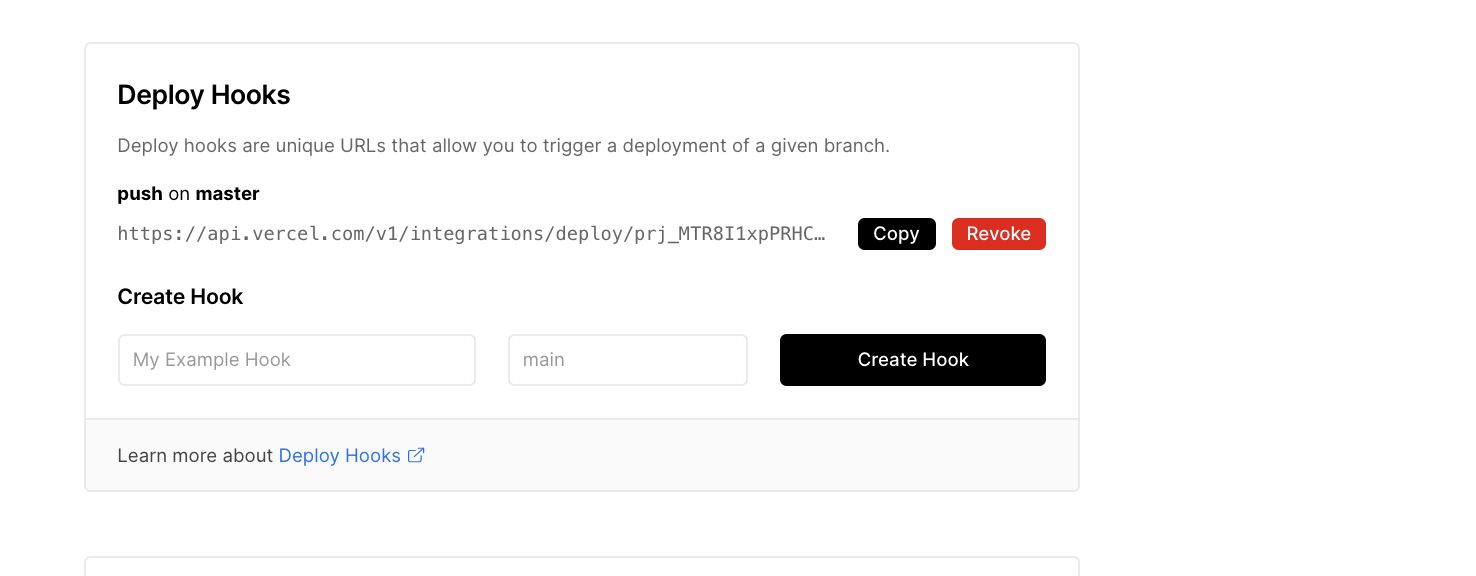 Deploy Hooks
Deploy hooks are unique URLs that allow you to trigger a deployment of a given branch.
push on master
https://api.vercel.com/v1/integrations/deploy/prj_MTR8I1xpPRHC… Copy Revoke
Create Hook
My Example Hook main Create Hook
Learn more about Deploy Hooks